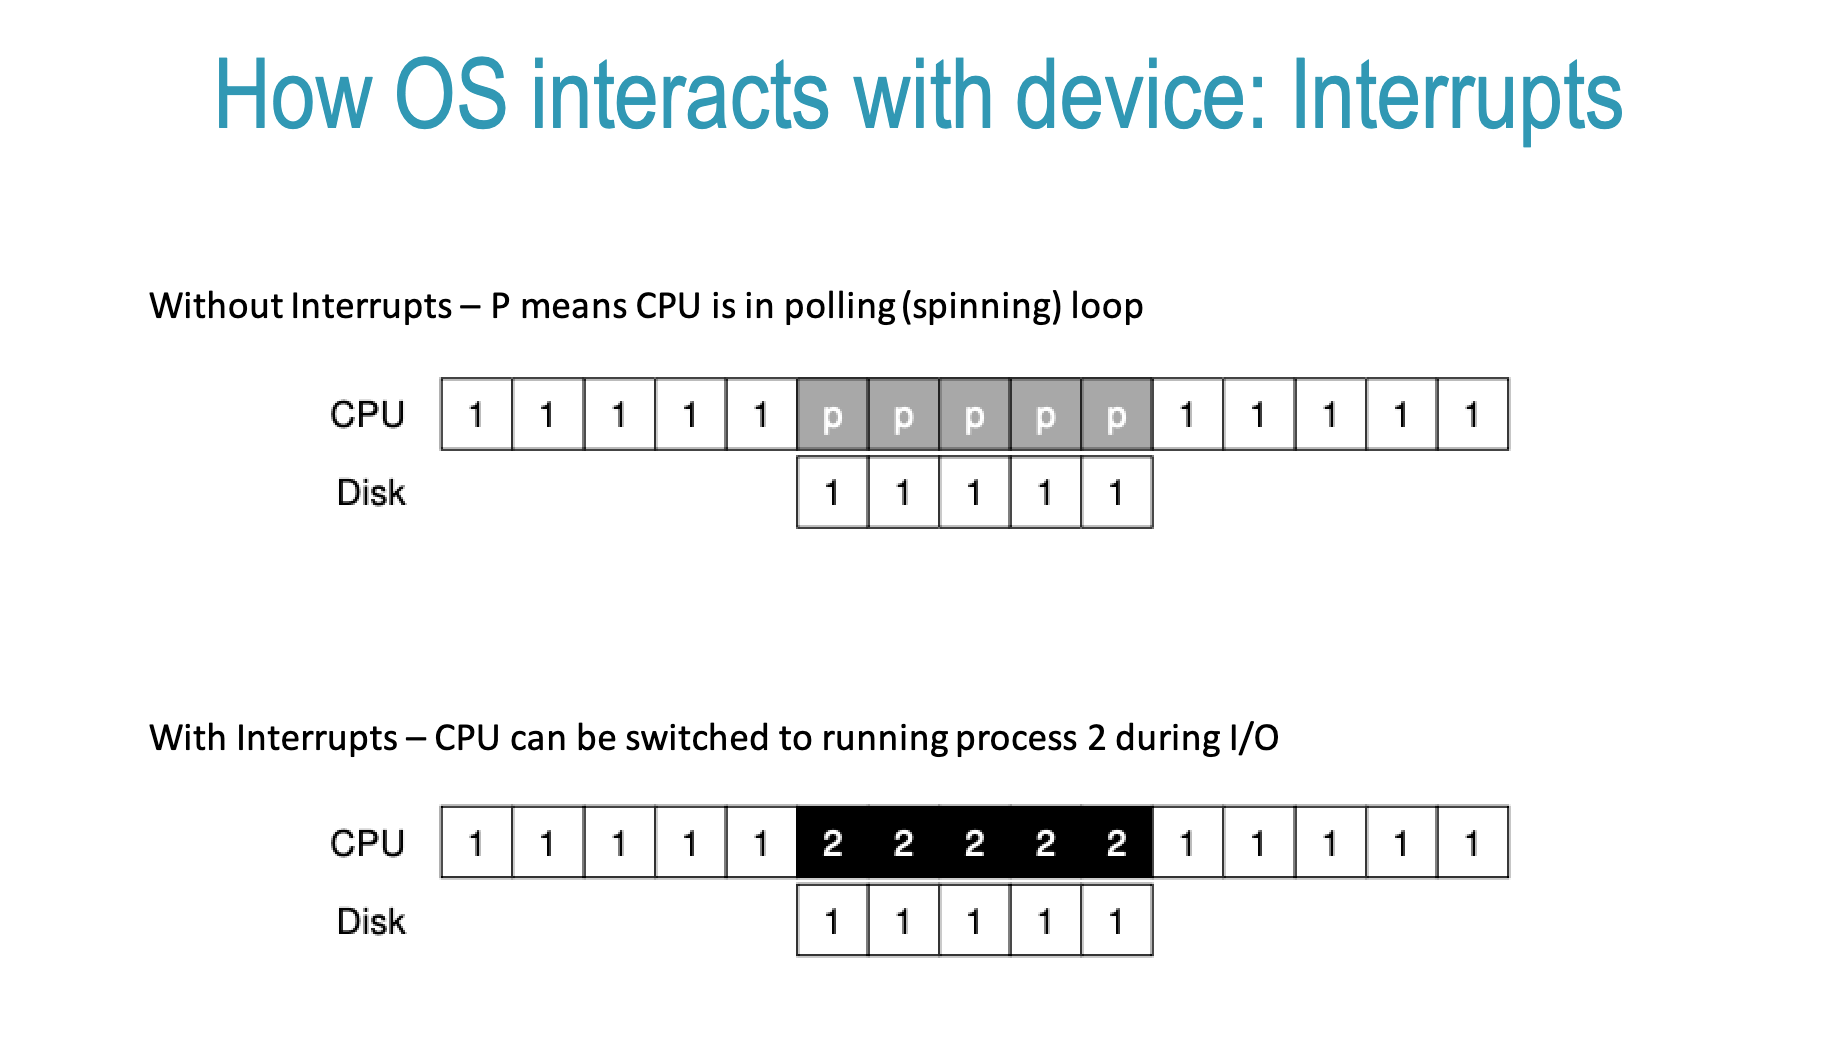 How OS interacts with device: Interrupts
Without Interrupts – P means CPU is in polling (spinning) loop
CPU 1 1 1 1 1 p p p p p 1 1 1 1 1
Disk 1 1 1 1 1
With Interrupts – CPU can be switched to running process 2 during I/O
CPU 1 1 1 1 1 2 2 2 2 2 1 1 1 1 1
Disk 1 1 1 1 1